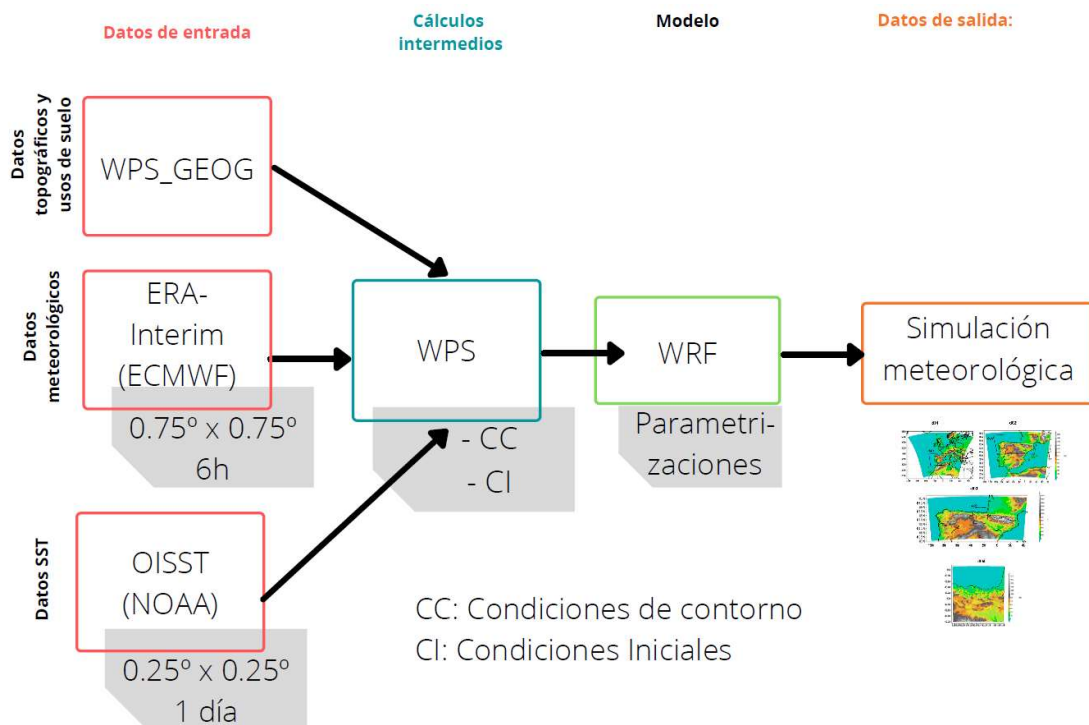 Datos de entrada
Cálculos
intermedios
Modelo
Datos de salida:
Datos
topográficos y
usos de suelo
WPS_GEOG
Datos
meteorológicos
ERA-
Interim
(ECMWF)
0.75º x 0.75º
6h
WPS
- CC
- CI
WRF
Parametri-
zaciones
Simulación
meteorológica
Datos SST
OISST
(NOAA)
0.25º x 0.25º
1 día
CC: Condiciones de contorno
CI: Condiciones Iniciales